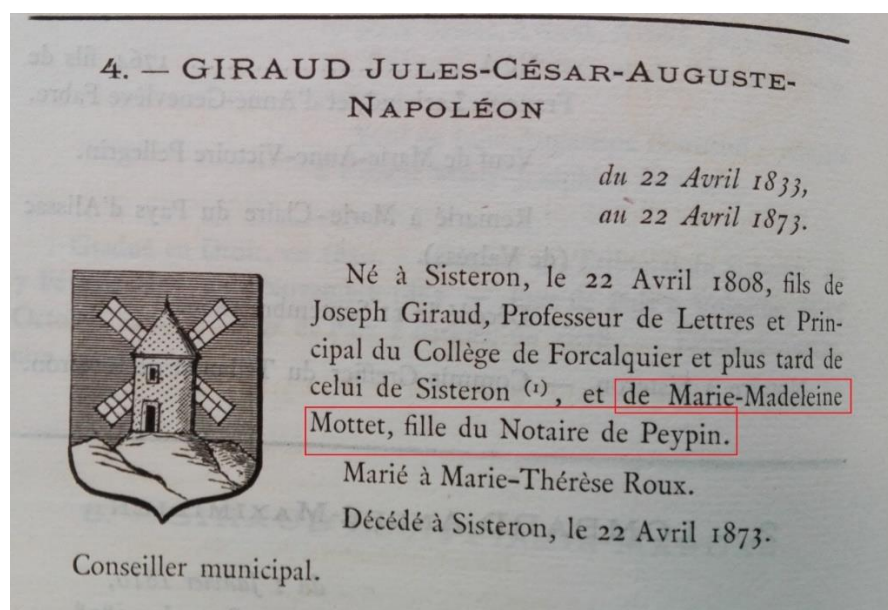 4. — GIRAUD JULES-CÉSAR-AUGUSTE-
NAPOLÉON
du 22 Avril 1833,
au 22 Avril 1873.
Né à Sisteron, le 22 Avril 1808, fils de
Joseph Giraud, Professeur de Lettres et Prin-
cipal du Collège de Forcalquier et plus tard de
celui de Sisteron (1), et de Marie-Madeleine
Mottet, fille du Notaire de Peypin.
Marié à Marie-Thérèse Roux.
Décédé à Sisteron, le 22 Avril 1873.
Conseiller municipal.